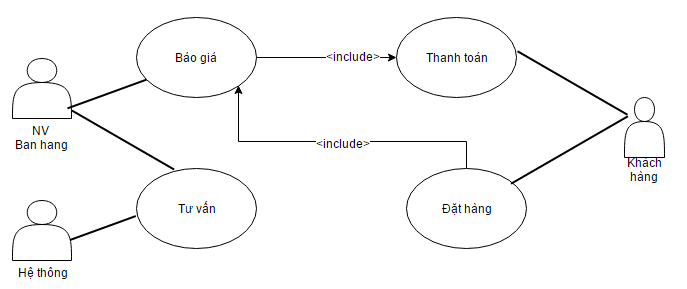 Báo giá
<include>
Thanh toán
NV
Ban hang
Khách
hàng
<include>
Tư vấn
Đặt hàng
Hệ thông